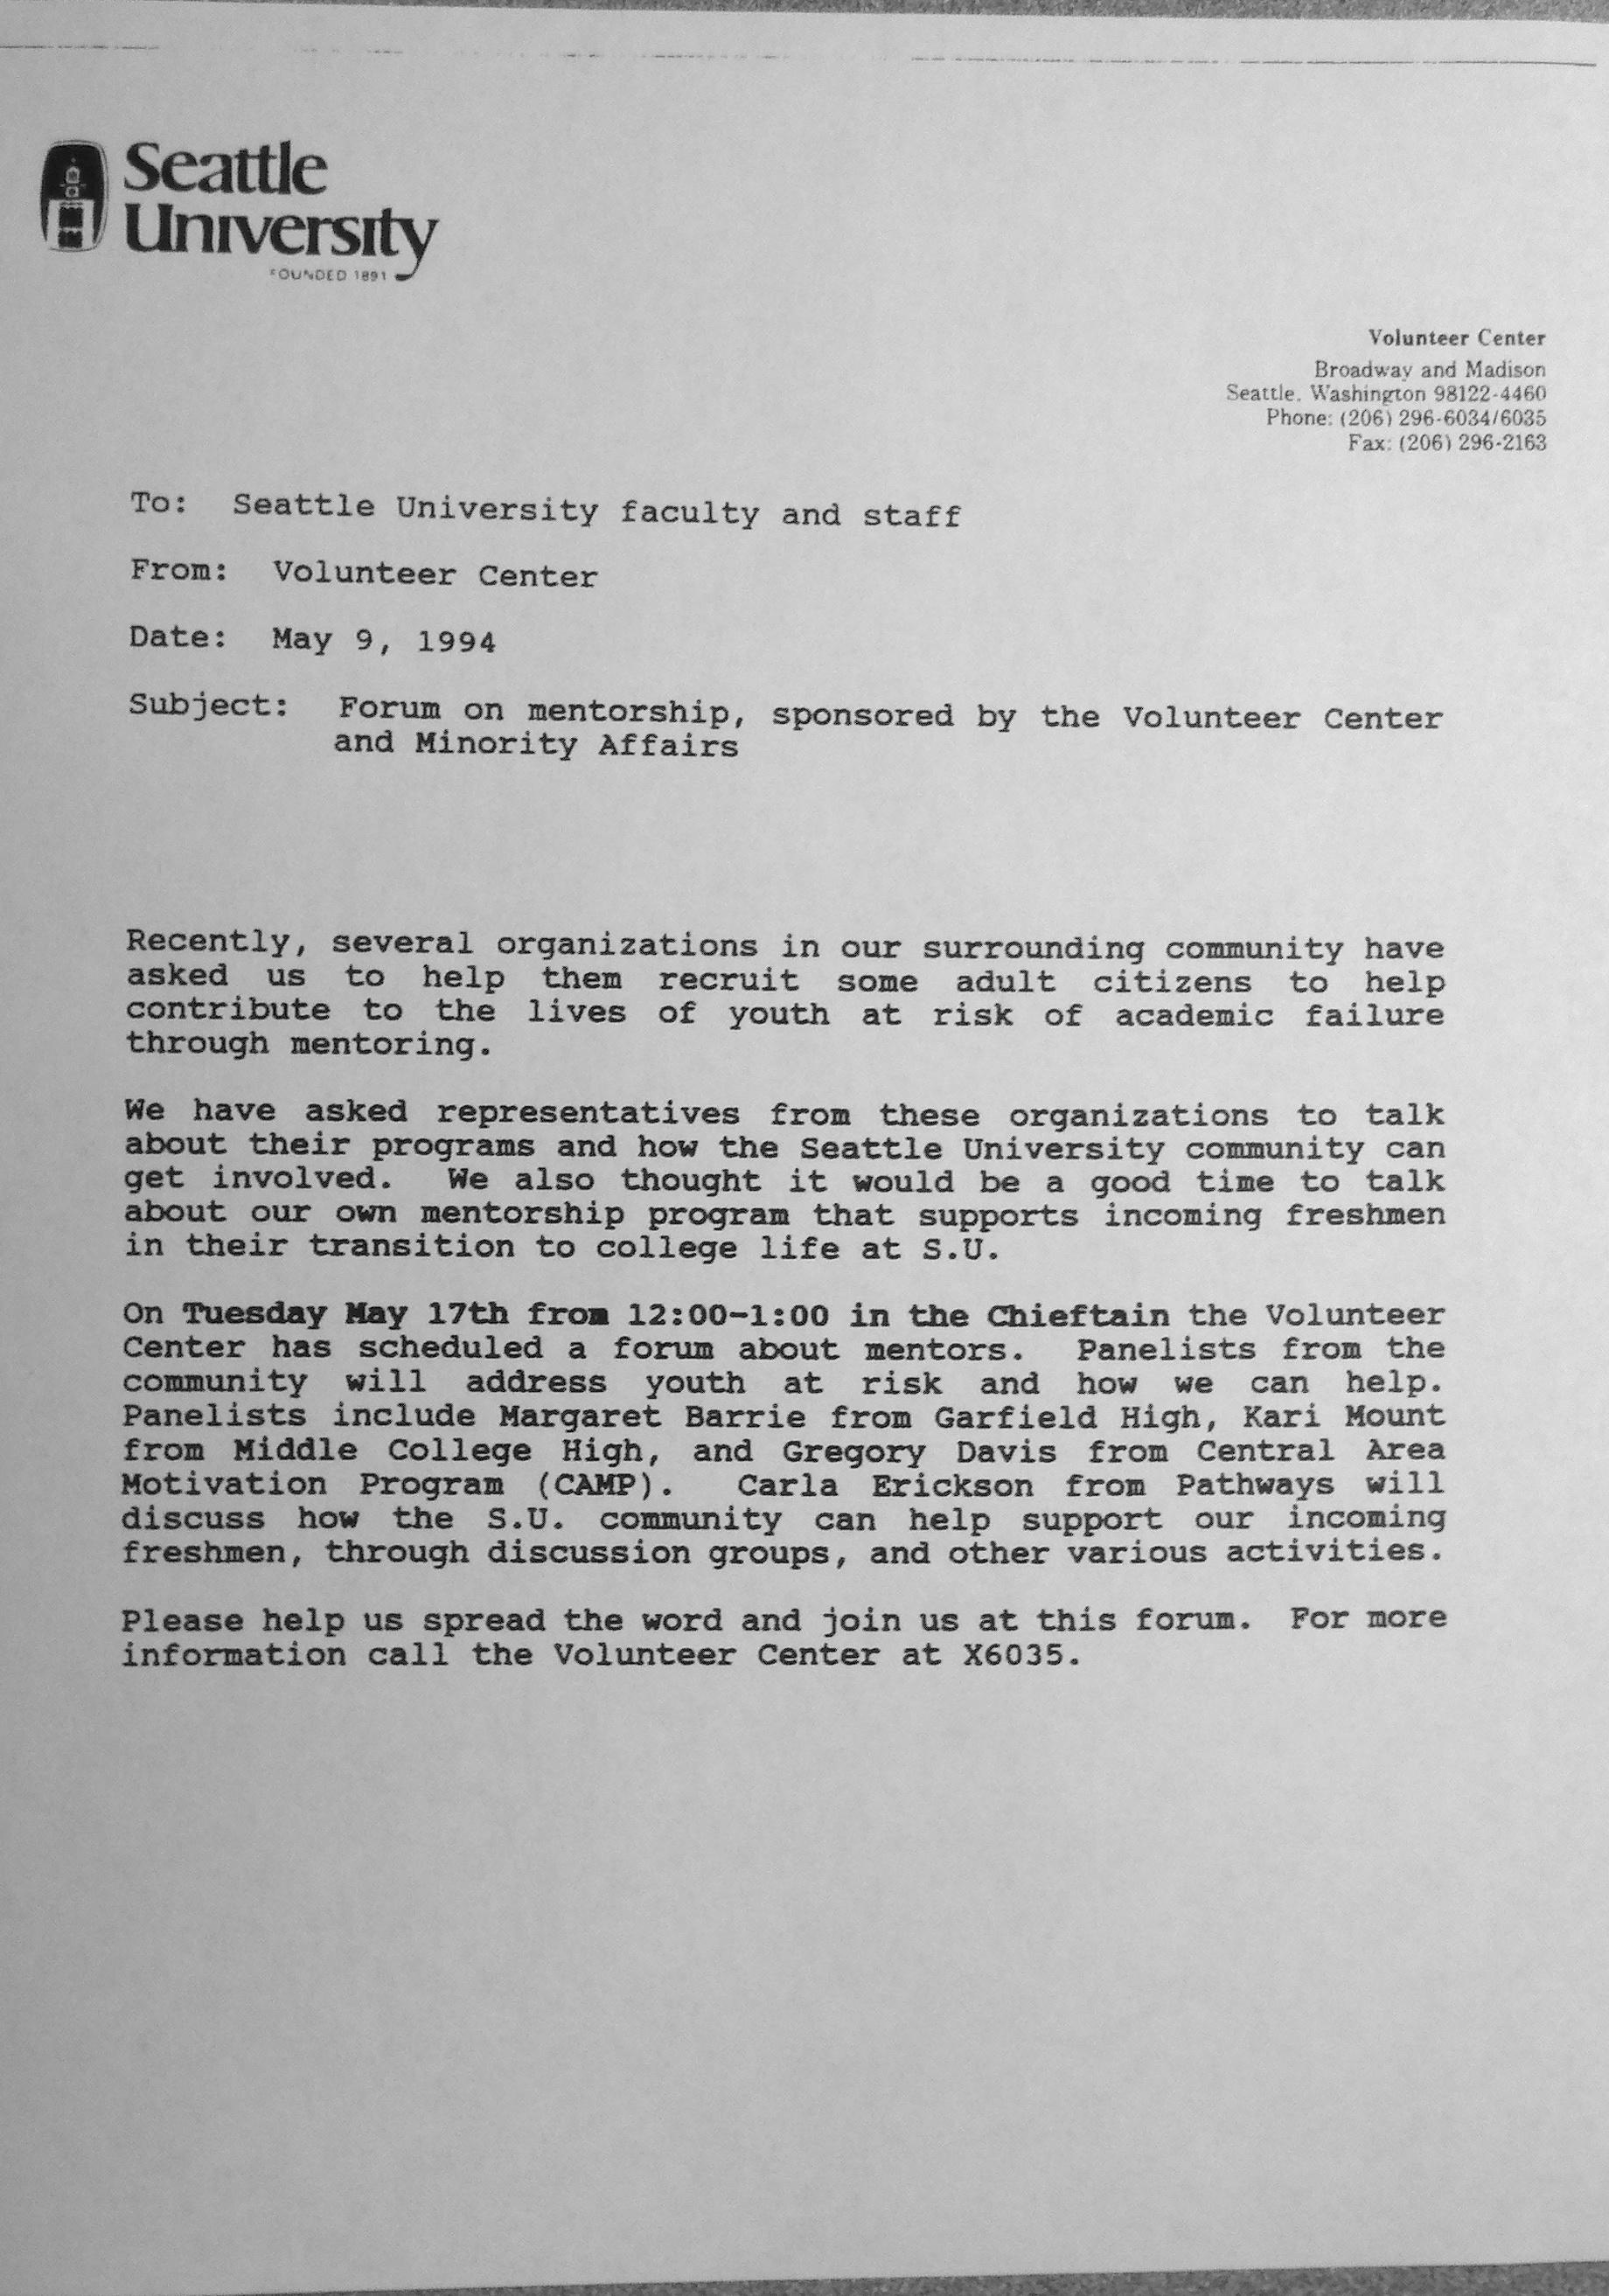 Seattle
University
FOUNDED 1891
Volunteer Center
Broadway and Madison
Seattle, Washington 98122-4460
Phone: (206) 296-6034/6035
Fax: (206) 296-2163
To: Seattle University faculty and staff
From: Volunteer Center
Date: May 9, 1994
Subject: Forum on mentorship, sponsored by the Volunteer Center
and Minority Affairs
Recently, several organizations in our surrounding community have
asked us to help them recruit some adult citizens to help
contribute to the lives of youth at risk of academic failure
through mentoring.
We have asked representatives from these organizations to talk
about their programs and how the Seattle University community can
get involved. We also thought it would be a good time to talk
about our own mentorship program that supports incoming freshmen
in their transition to college life at S.U.
On Tuesday May 17th from 12:00-1:00 in the Chieftain the Volunteer
Center has scheduled a forum about mentors. Panelists from the
community will address youth at risk and how we can help.
Panelists include Margaret Barrie from Garfield High, Kari Mount
from Middle College High, and Gregory Davis from Central Area
Motivation Program (CAMP). Carla Erickson from Pathways will
discuss how the S.U. community can help support our incoming
freshmen, through discussion groups, and other various activities.
Please help us spread the word and join us at this forum. For more
information call the Volunteer Center at X6035.